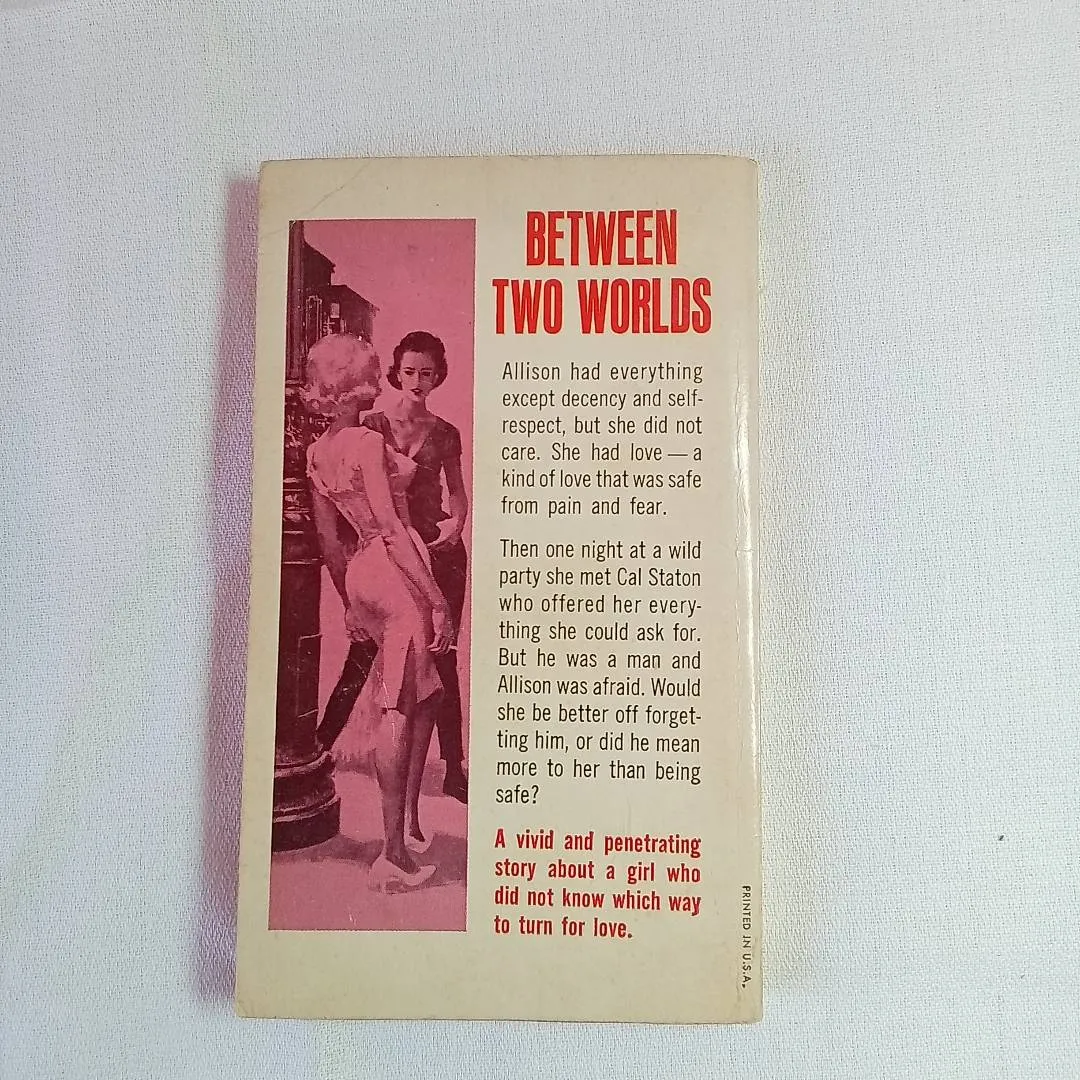 BETWEEN
TWO WORLDS
Allison had everything
except decency and self-
respect, but she did not
care. She had love — a
kind of love that was safe
from pain and fear.
Then one night at a wild
party she met Cal Staton
who offered her every-
thing she could ask for.
But he was a man and
Allison was afraid. Would
she be better off forget-
ting him, or did he mean
more to her than being
safe?
A vivid and penetrating
story about a girl who
did not know which way
to turn for love.
PRINTED IN U.S.A.